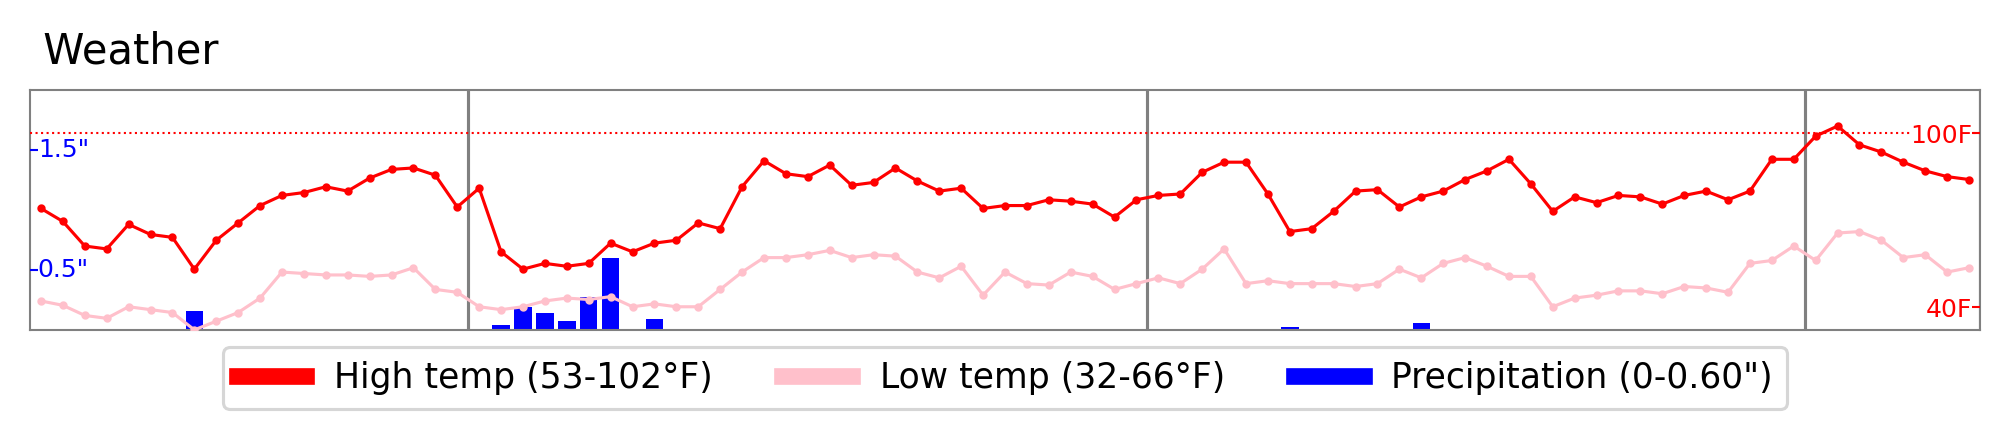 Weather
1.5"
100F
0.5"
40F
High temp (53-102°F)
Low temp (32-66°F)
Precipitation (0-0.60")